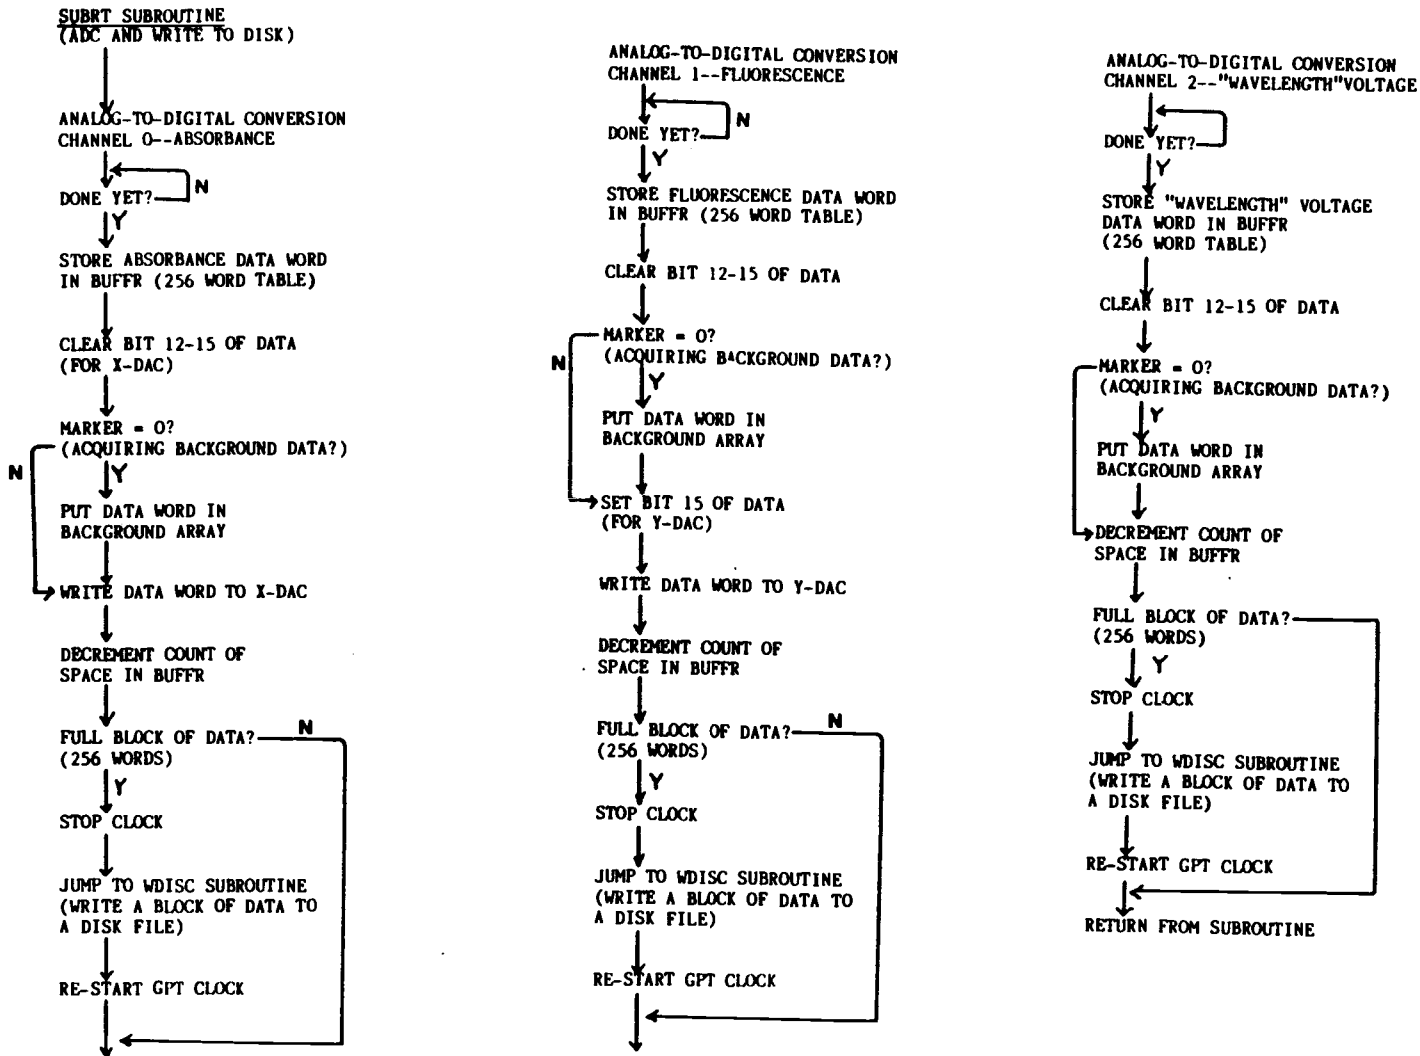 SUBRT SUBROUTINE
(ADC AND WRITE TO DISK)
ANALOG-TO-DIGITAL CONVERSION
CHANNEL 0--ABSORBANCE
N
DONE YET?
Y
STORE ABSORBANCE DATA WORD
IN BUFFR (256 WORD TABLE)
CLEAR BIT 12-15 OF DATA
(FOR X-DAC)
MARKER = 0?
(ACQUIRING BACKGROUND DATA?)
N
Y
PUT DATA WORD IN
BACKGROUND ARRAY
WRITE DATA WORD TO X-DAC
DECREMENT COUNT OF
SPACE IN BUFFR
FULL BLOCK OF DATA?
N
(256 WORDS)
Y
STOP CLOCK
JUMP TO WDISC SUBROUTINE
(WRITE A BLOCK OF DATA TO
A DISK FILE)
RE-START GPT CLOCK
ANALOG-TO-DIGITAL CONVERSION
CHANNEL 1--FLUORESCENCE
N
DONE YET?
Y
STORE FLUORESCENCE DATA WORD
IN BUFFR (256 WORD TABLE)
CLEAR BIT 12-15 OF DATA
MARKER = 0?
(ACQUIRING BACKGROUND DATA?)
N
Y
PUT DATA WORD IN
BACKGROUND ARRAY
SET BIT 15 OF DATA
(FOR Y-DAC)
WRITE DATA WORD TO Y-DAC
DECREMENT COUNT OF
SPACE IN BUFFR
FULL BLOCK OF DATA?
N
(256 WORDS)
Y
STOP CLOCK
JUMP TO WDISC SUBROUTINE
(WRITE A BLOCK OF DATA TO
A DISK FILE)
RE-START GPT CLOCK
ANALOG-TO-DIGITAL CONVERSION
CHANNEL 2--"WAVELENGTH"VOLTAGE
DONE YET?
Y
STORE "WAVELENGTH" VOLTAGE
DATA WORD IN BUFFR
(256 WORD TABLE)
CLEAR BIT 12-15 OF DATA
MARKER = 0?
(ACQUIRING BACKGROUND DATA?)
Y
PUT DATA WORD IN
BACKGROUND ARRAY
DECREMENT COUNT OF
SPACE IN BUFFR
FULL BLOCK OF DATA?
(256 WORDS)
Y
STOP CLOCK
JUMP TO WDISC SUBROUTINE
(WRITE A BLOCK OF DATA TO
A DISK FILE)
RE-START GPT CLOCK
RETURN FROM SUBROUTINE